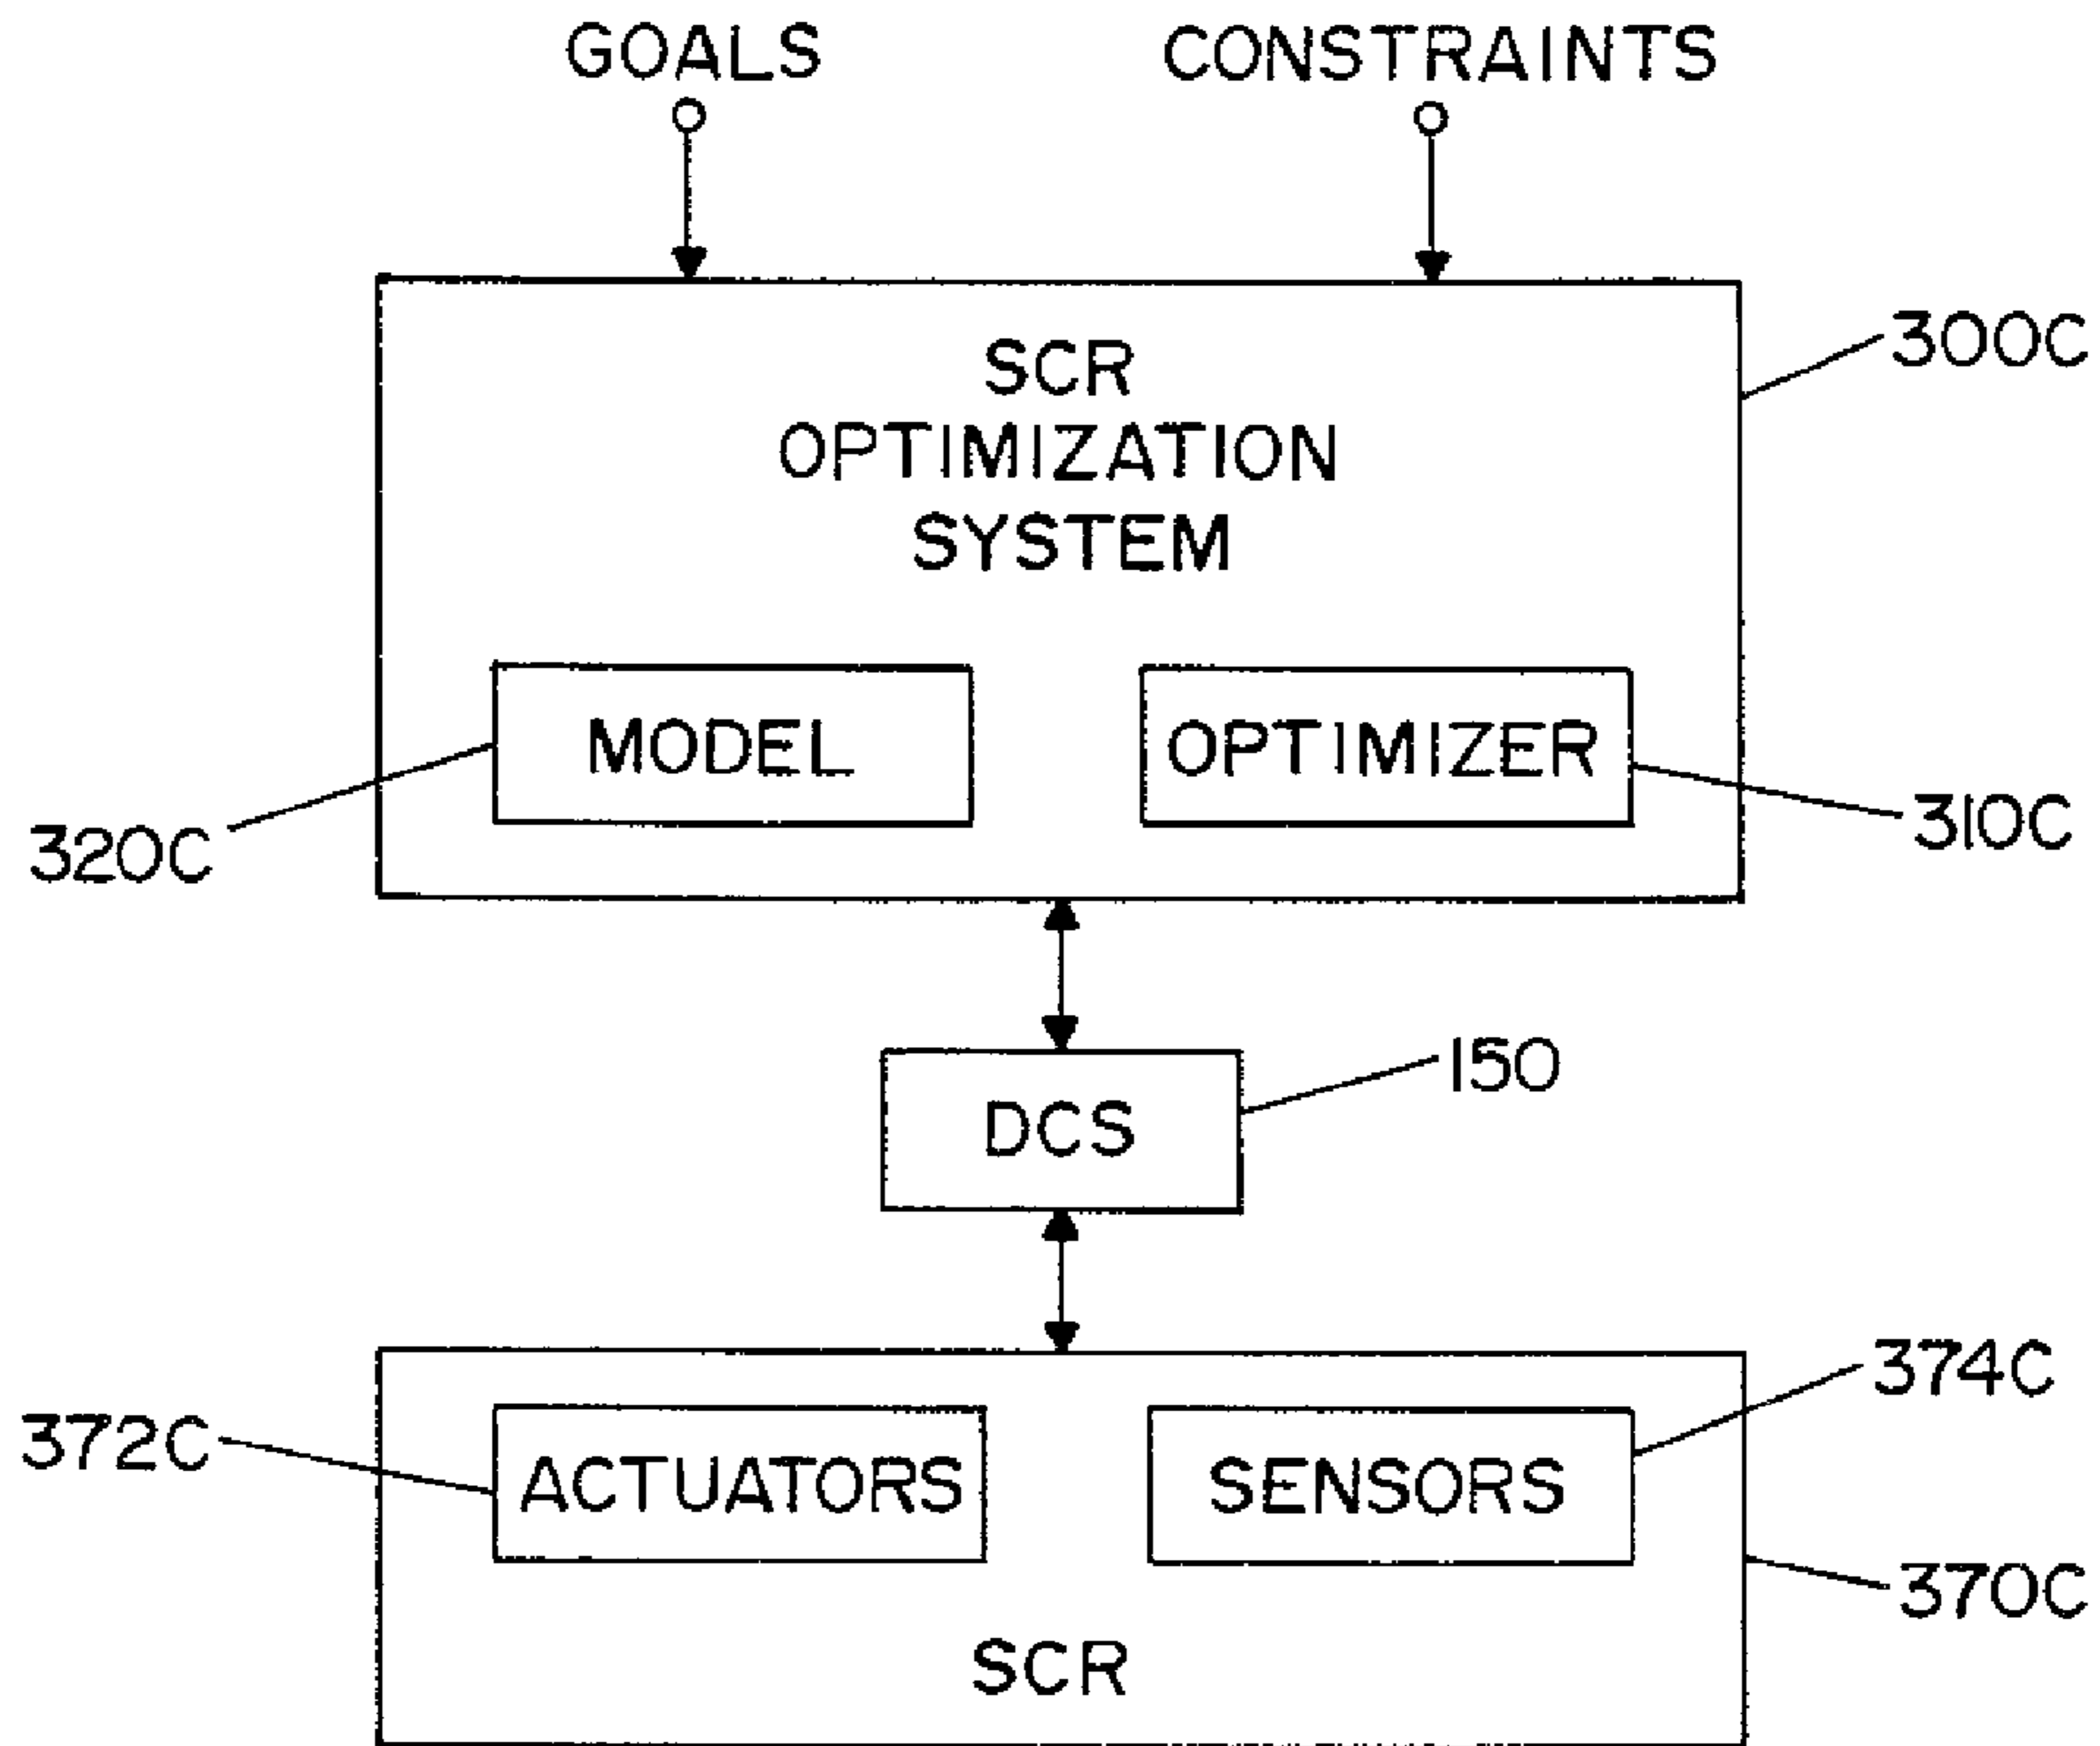 GOALS CONSTRAINTS
300C
SCR
OPTIMIZATION
SYSTEM
MODEL OPTIMIZER
320C
310C
150
DCS
374C
372C
ACTUATORS SENSORS
370C
SCR